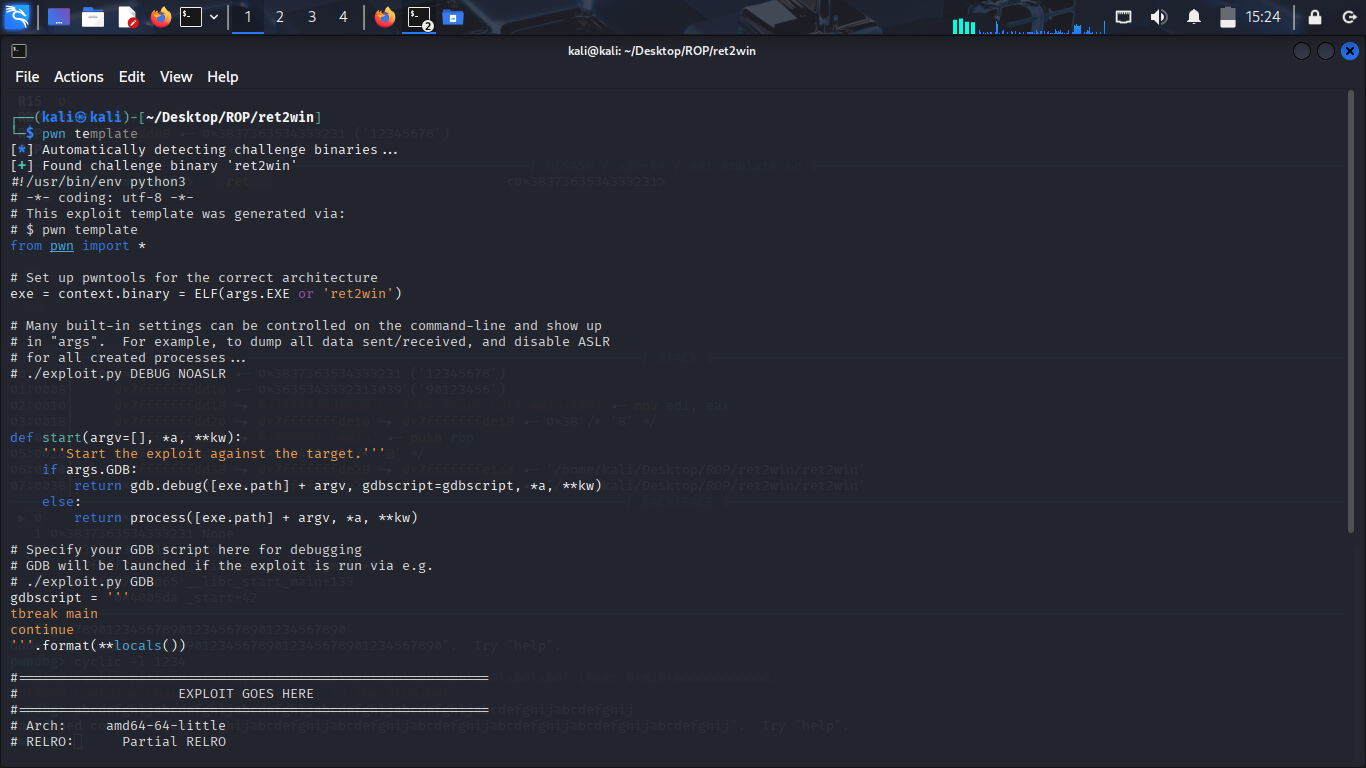 1 2 3 4 2 15:24
kali@kali: ~/Desktop/ROP/ret2win
File Actions Edit View Help
┌──(kali㉿kali)-[~/Desktop/ROP/ret2win]
└─$ pwn template
[*] Automatically detecting challenge binaries...
[+] Found challenge binary 'ret2win'
#!/usr/bin/env python3
# -*- coding: utf-8 -*-
# This exploit template was generated via:
# $ pwn template
from pwn import *
# Set up pwntools for the correct architecture
exe = context.binary = ELF(args.EXE or 'ret2win')
# Many built-in settings can be controlled on the command-line and show up
# in "args".  For example, to dump all data sent/received, and disable ASLR
# for all created processes...
# ./exploit.py DEBUG NOASLR
def start(argv=[], *a, **kw):
    '''Start the exploit against the target.'''
    if args.GDB:
        return gdb.debug([exe.path] + argv, gdbscript=gdbscript, *a, **kw)
    else:
        return process([exe.path] + argv, *a, **kw)
# Specify your GDB script here for debugging
# GDB will be launched if the exploit is run via e.g.
# ./exploit.py GDB
gdbscript = '''
tbreak main
continue
'''.format(**locals())
#===========================================================
#                    EXPLOIT GOES HERE
#===========================================================
# Arch:     amd64-64-little
# RELRO:      Partial RELRO